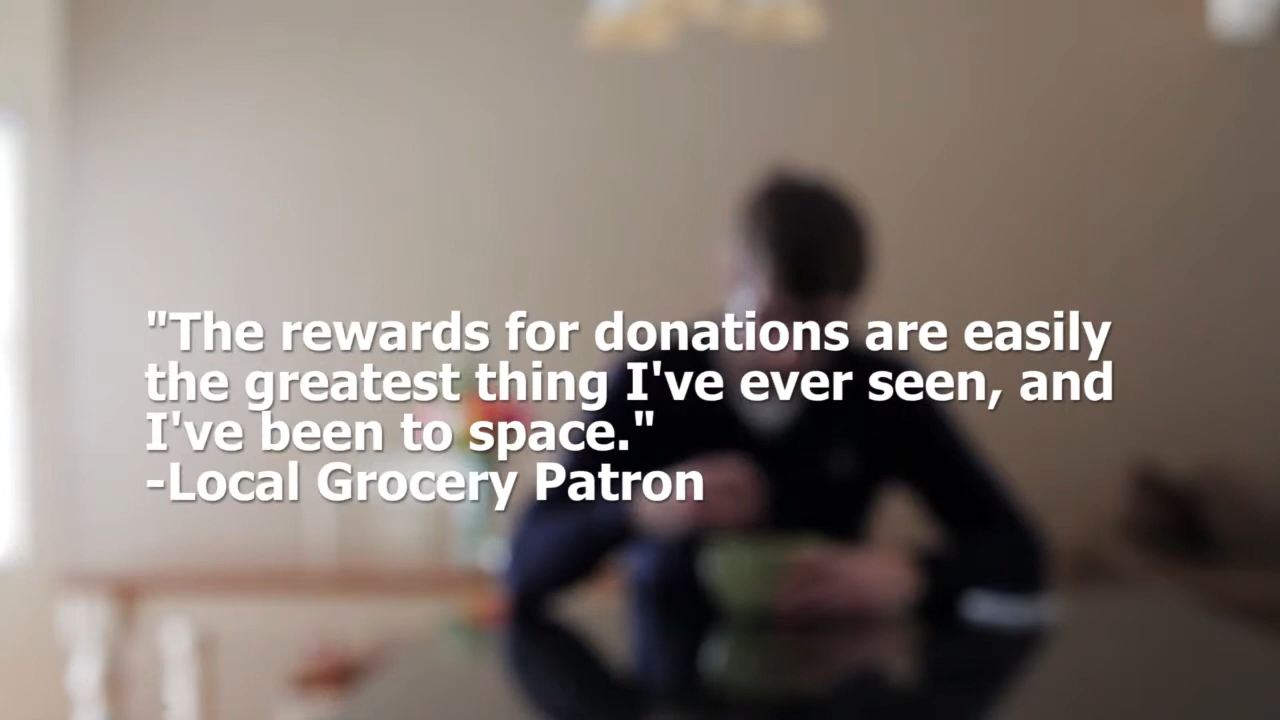 "The rewards for donations are easily
the greatest thing I've ever seen, and
I've been to space."
-Local Grocery Patron